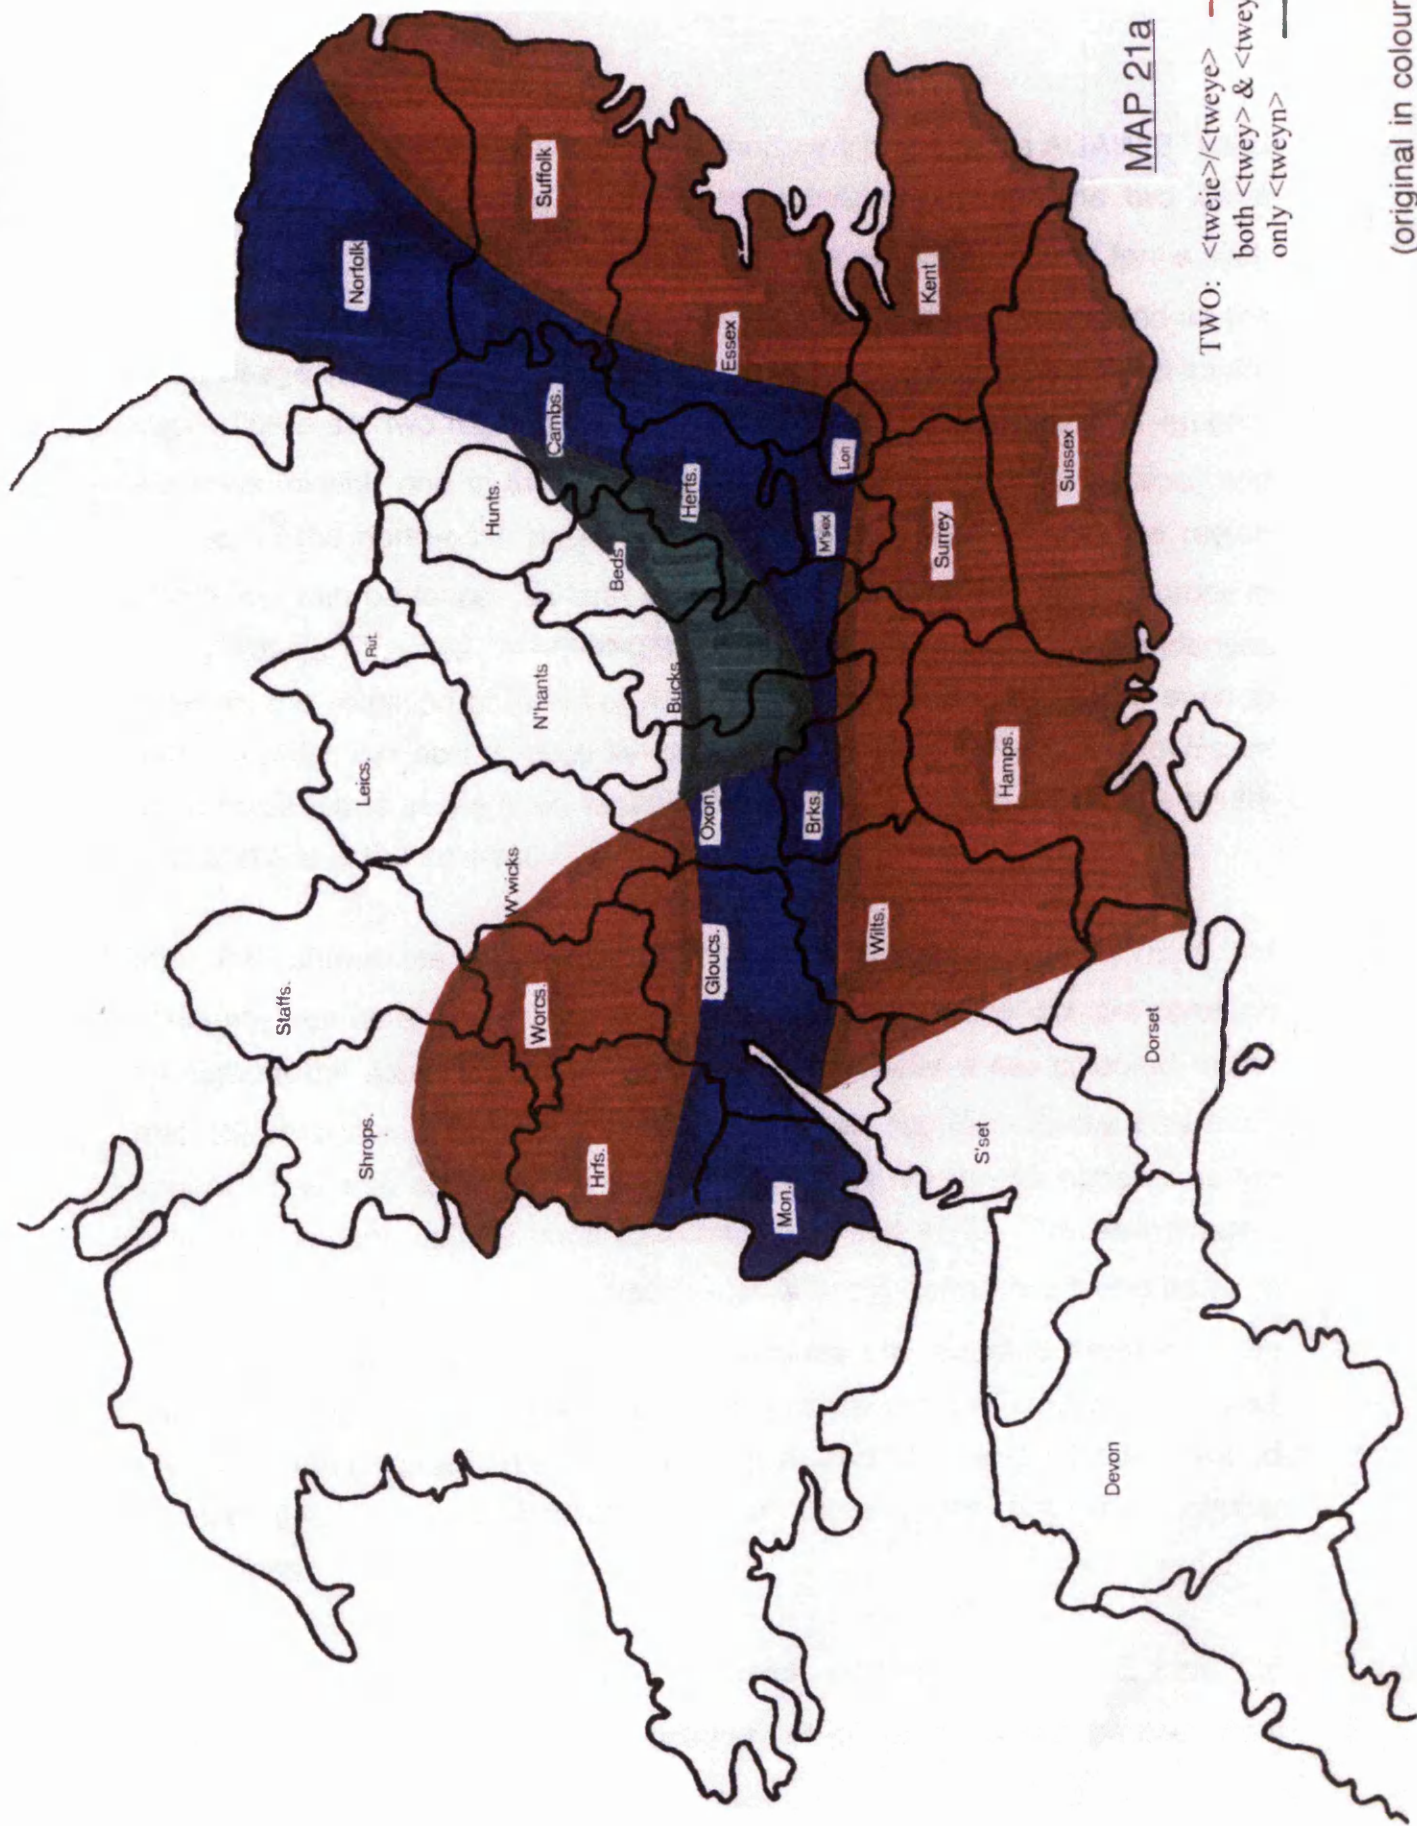 MAP 21a
TWO: <tweie>/<tweye>
both <twey> & <twey
only <tweyn>
(original in colour
Norfolk
Suffolk
Cambs.
Essex
Hunts.
Herts.
Beds
Lon
M'sex
Kent
Rut.
Leics.
N'hants
Bucks
Surrey
Sussex
Oxon.
Brks.
Hamps.
W'wicks
Staffs.
Worcs.
Gloucs.
Wilts.
Shrops.
Hrfs.
Mon.
S'set
Dorset
Devon